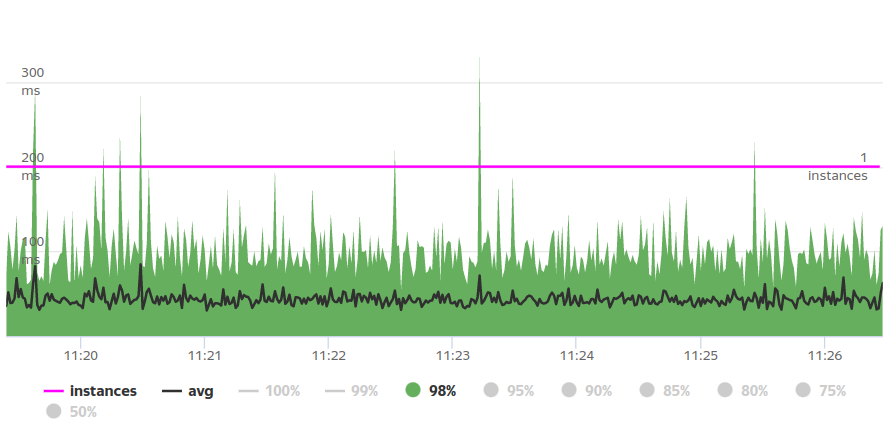 300
ms
200
ms
1
instances
100
ms
11:20 11:21 11:22 11:23 11:24 11:25 11:26
instances avg 100% 99% 98% 95% 90% 85% 80% 75%
50%